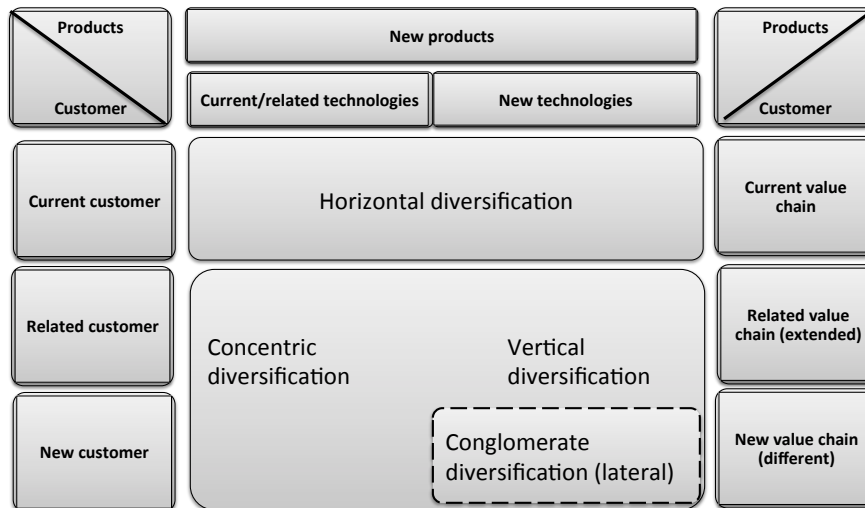 Products
Customer
New products
Products
Customer
Current/related technologies
New technologies
Current customer
Horizontal diversification
Current value
chain
Related customer
Concentric
diversification
Vertical
diversification
Related value
chain (extended)
New customer
Conglomerate
diversification (lateral)
New value chain
(different)